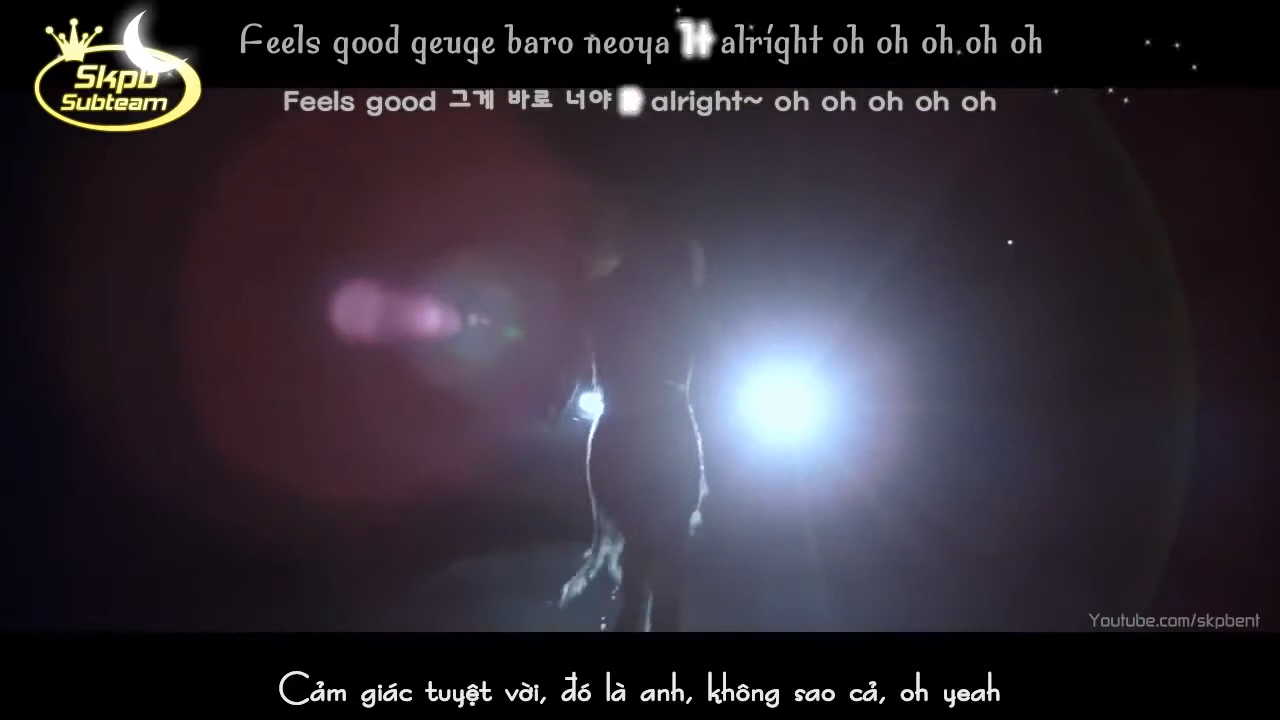 Feels good geuge baro neoya It alright oh oh oh oh oh
Skpb
Subteam
Feels good 그게 바로 너야 alright~ oh oh oh oh oh
Youtube.com/skpbent
Cảm giác tuyệt vời, đó là anh, không sao cả, oh yeah